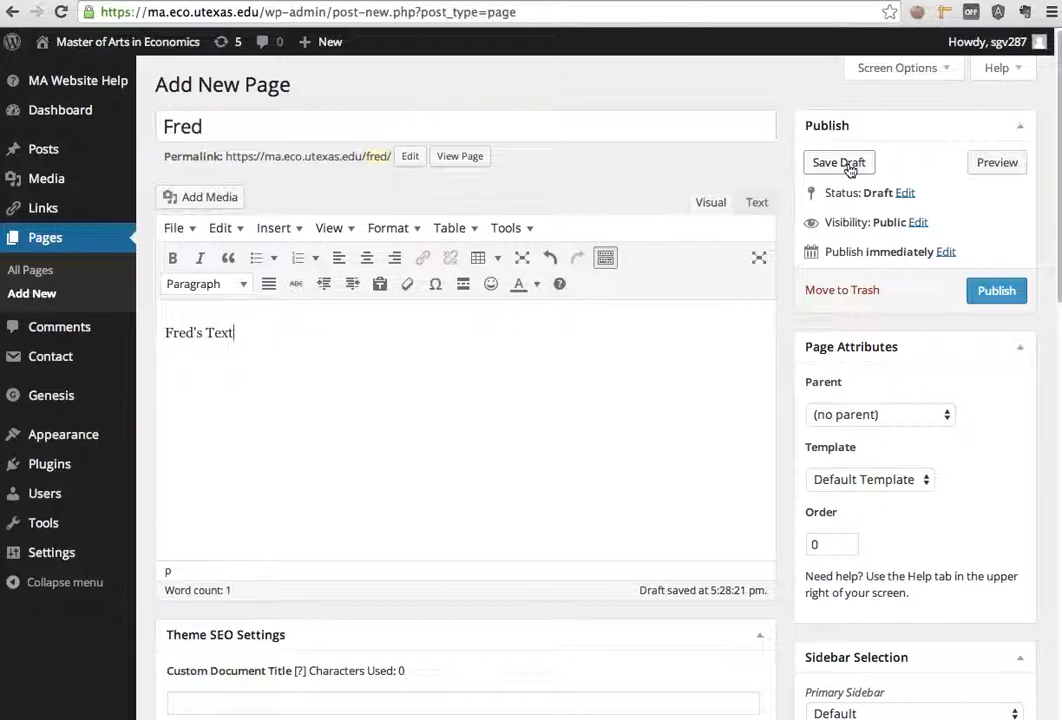 https://ma.eco.utexas.edu/wp-admin/post-new.php?post_type=page
OFF
Master of Arts in Economics 5 0 + New Howdy, sgv287
MA Website Help
Dashboard
Posts
Media
Links
Pages
All Pages
Add New
Comments
Contact
Genesis
Appearance
Plugins
Users
Tools
Settings
Collapse menu
Screen Options Help
Add New Page
Fred
Permalink: https://ma.eco.utexas.edu/fred/ Edit View Page
Add Media
Visual Text
File Edit Insert View Format Table Tools
B I
Paragraph ABC A
Fred's Text
p
Word count: 1 Draft saved at 5:28:21 pm.
Theme SEO Settings
Custom Document Title [?] Characters Used: 0
Publish
Save Draft Preview
Status: Draft Edit
Visibility: Public Edit
Publish immediately Edit
Move to Trash Publish
Page Attributes
Parent
(no parent)
Template
Default Template
Order
0
Need help? Use the Help tab in the upper
right of your screen.
Sidebar Selection
Primary Sidebar
Default